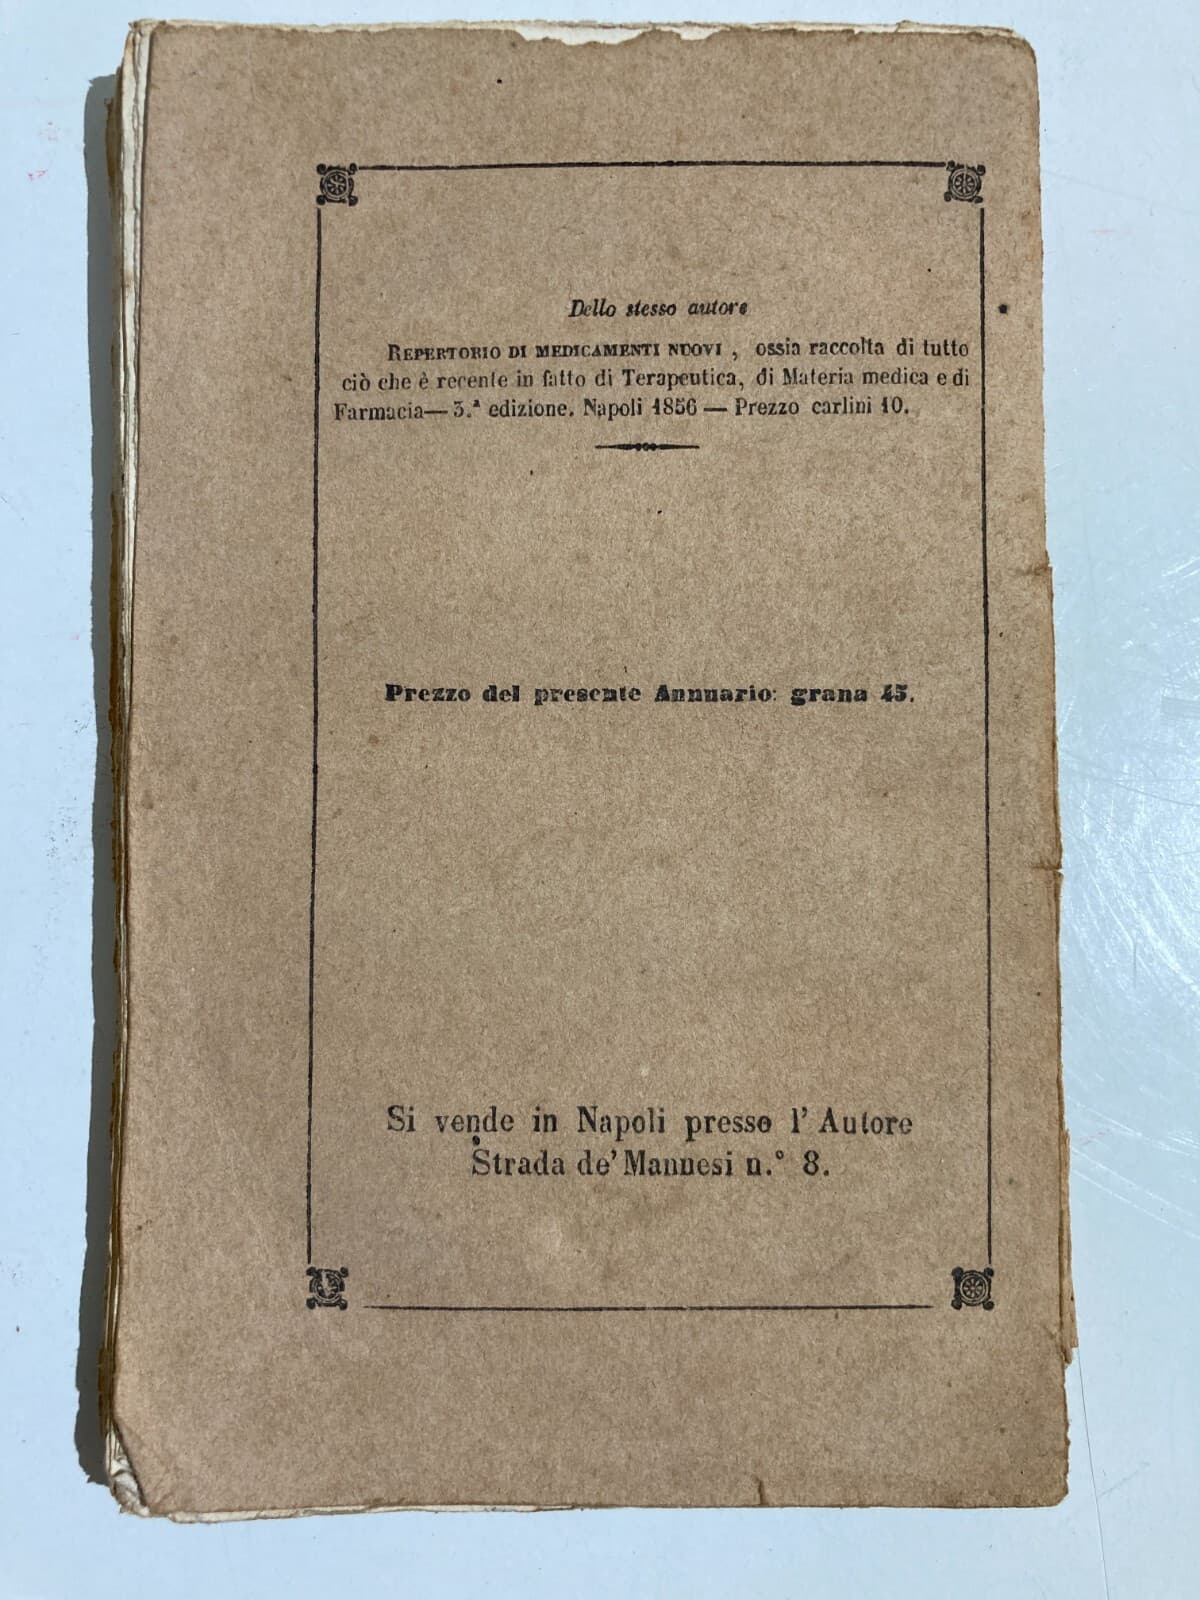 Dello stesso autore
REPERTORIO DI MEDICAMENTI NUOVI , ossia raccolta di tutto
ciò che è recente in fatto di Terapeutica, di Materia medica e di
Farmacia— 3.ª edizione. Napoli 1856 — Prezzo carlini 10.
Prezzo del presente Annuario: grana 45.
Si vende in Napoli presso l' Autore
Strada de' Mannesi n.° 8.